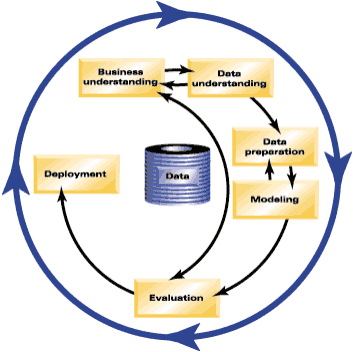 Business
understanding
Data
understanding
Data
preparation
Modeling
Deployment
Data
Evaluation